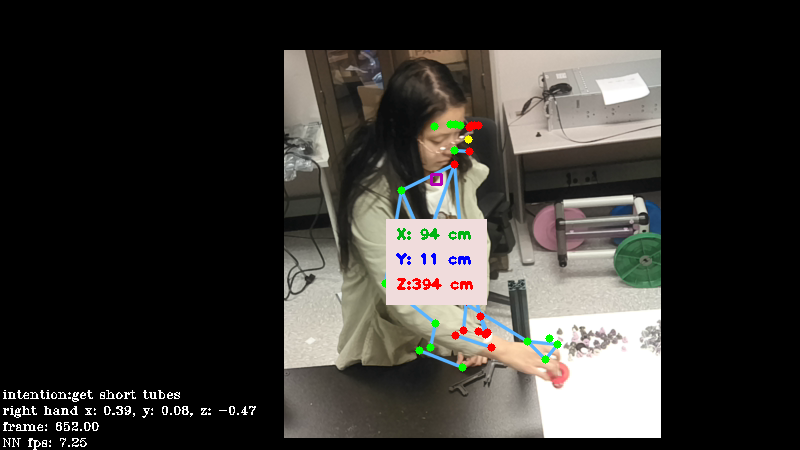 X: 94 cm
Y: 11 cm
Z:394 cm
intention:get short tubes
right hand x: 0.39, y: 0.08, z: -0.47
frame: 652.00
NN fps: 7.25